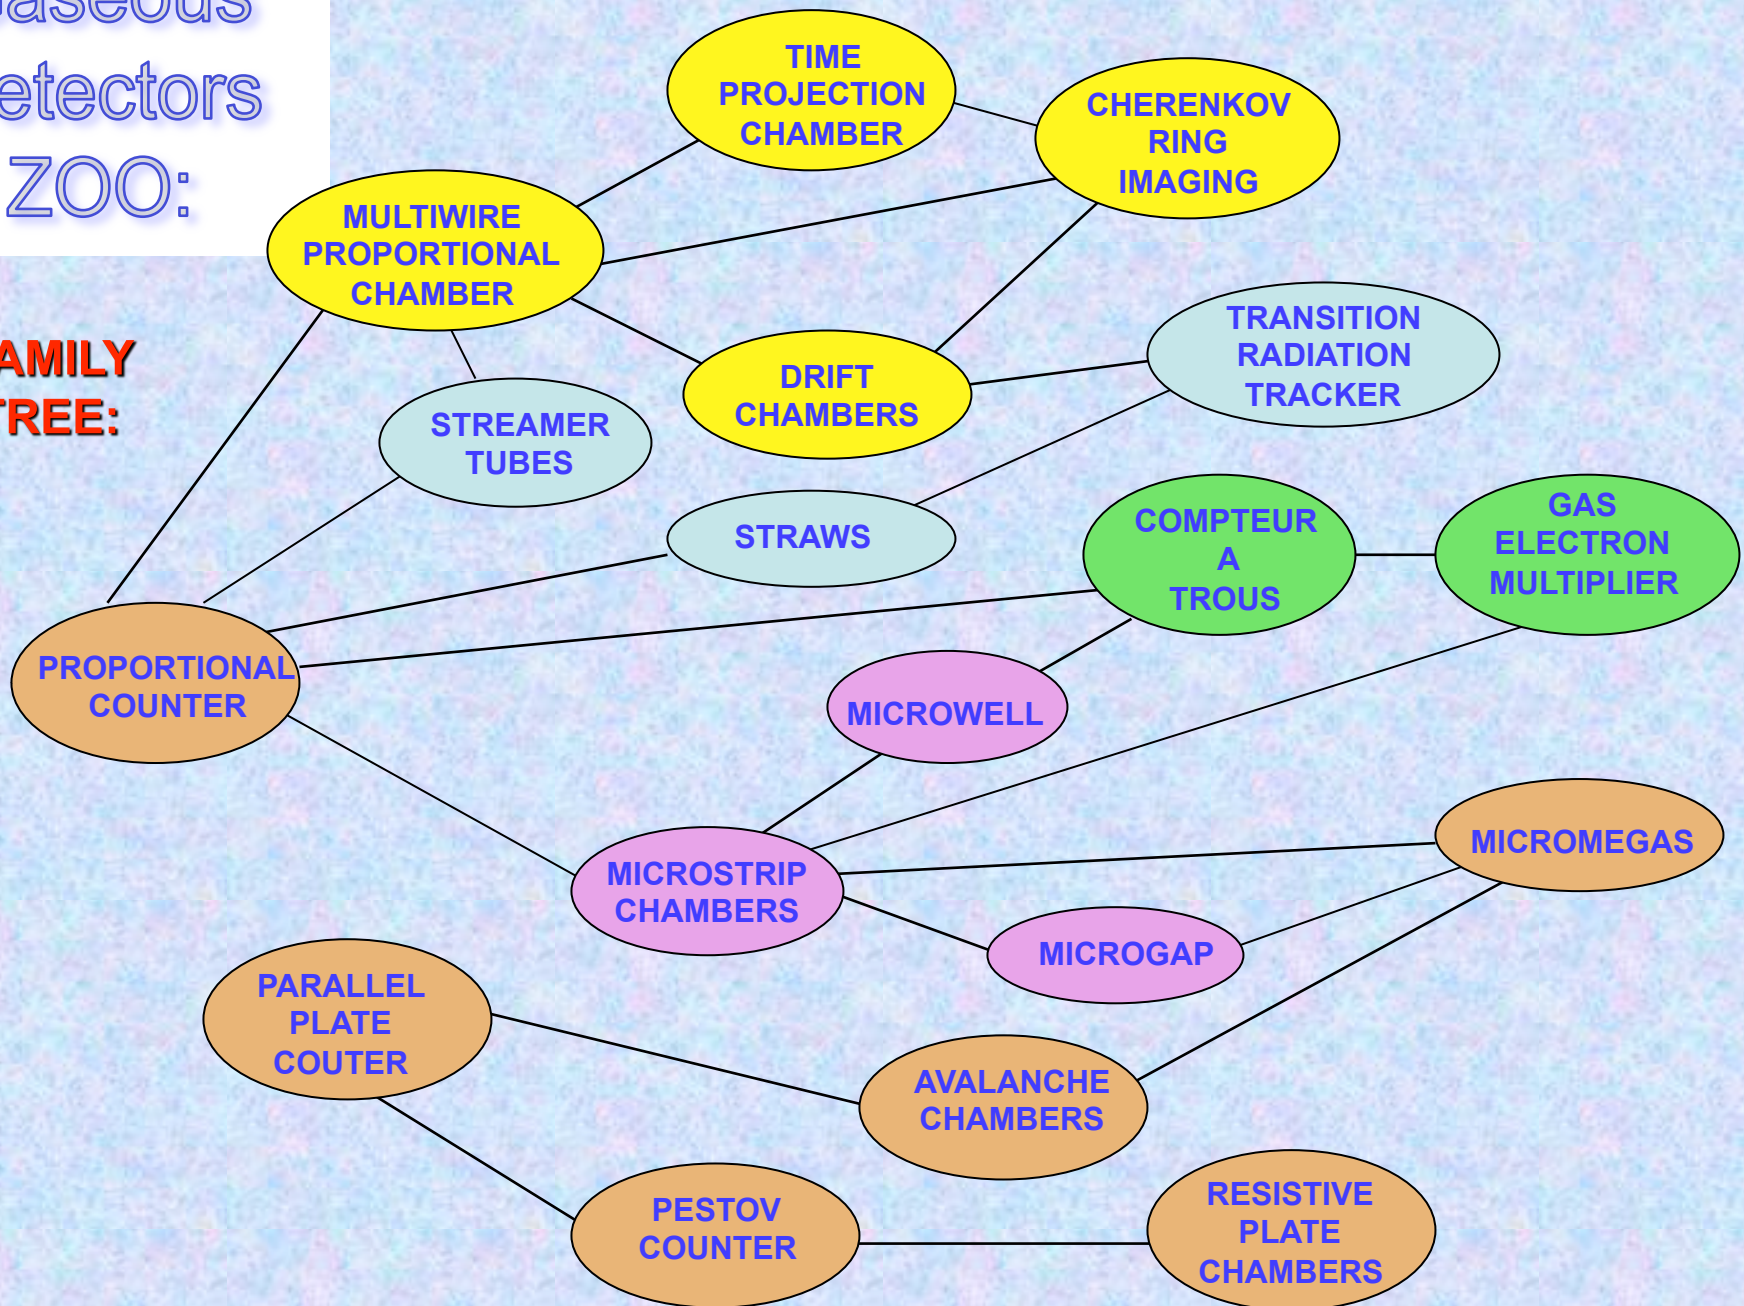 aseous
etectors
ZOO:
AMILY
TREE:
TIME
PROJECTION
CHAMBER
CHERENKOV
RING
IMAGING
MULTIWIRE
PROPORTIONAL
CHAMBER
TRANSITION
RADIATION
TRACKER
DRIFT
CHAMBERS
STREAMER
TUBES
STRAWS
COMPTEUR
A
TROUS
GAS
ELECTRON
MULTIPLIER
PROPORTIONAL
COUNTER
MICROWELL
MICROSTRIP
CHAMBERS
MICROMEGAS
MICROGAP
PARALLEL
PLATE
COUTER
AVALANCHE
CHAMBERS
PESTOV
COUNTER
RESISTIVE
PLATE
CHAMBERS